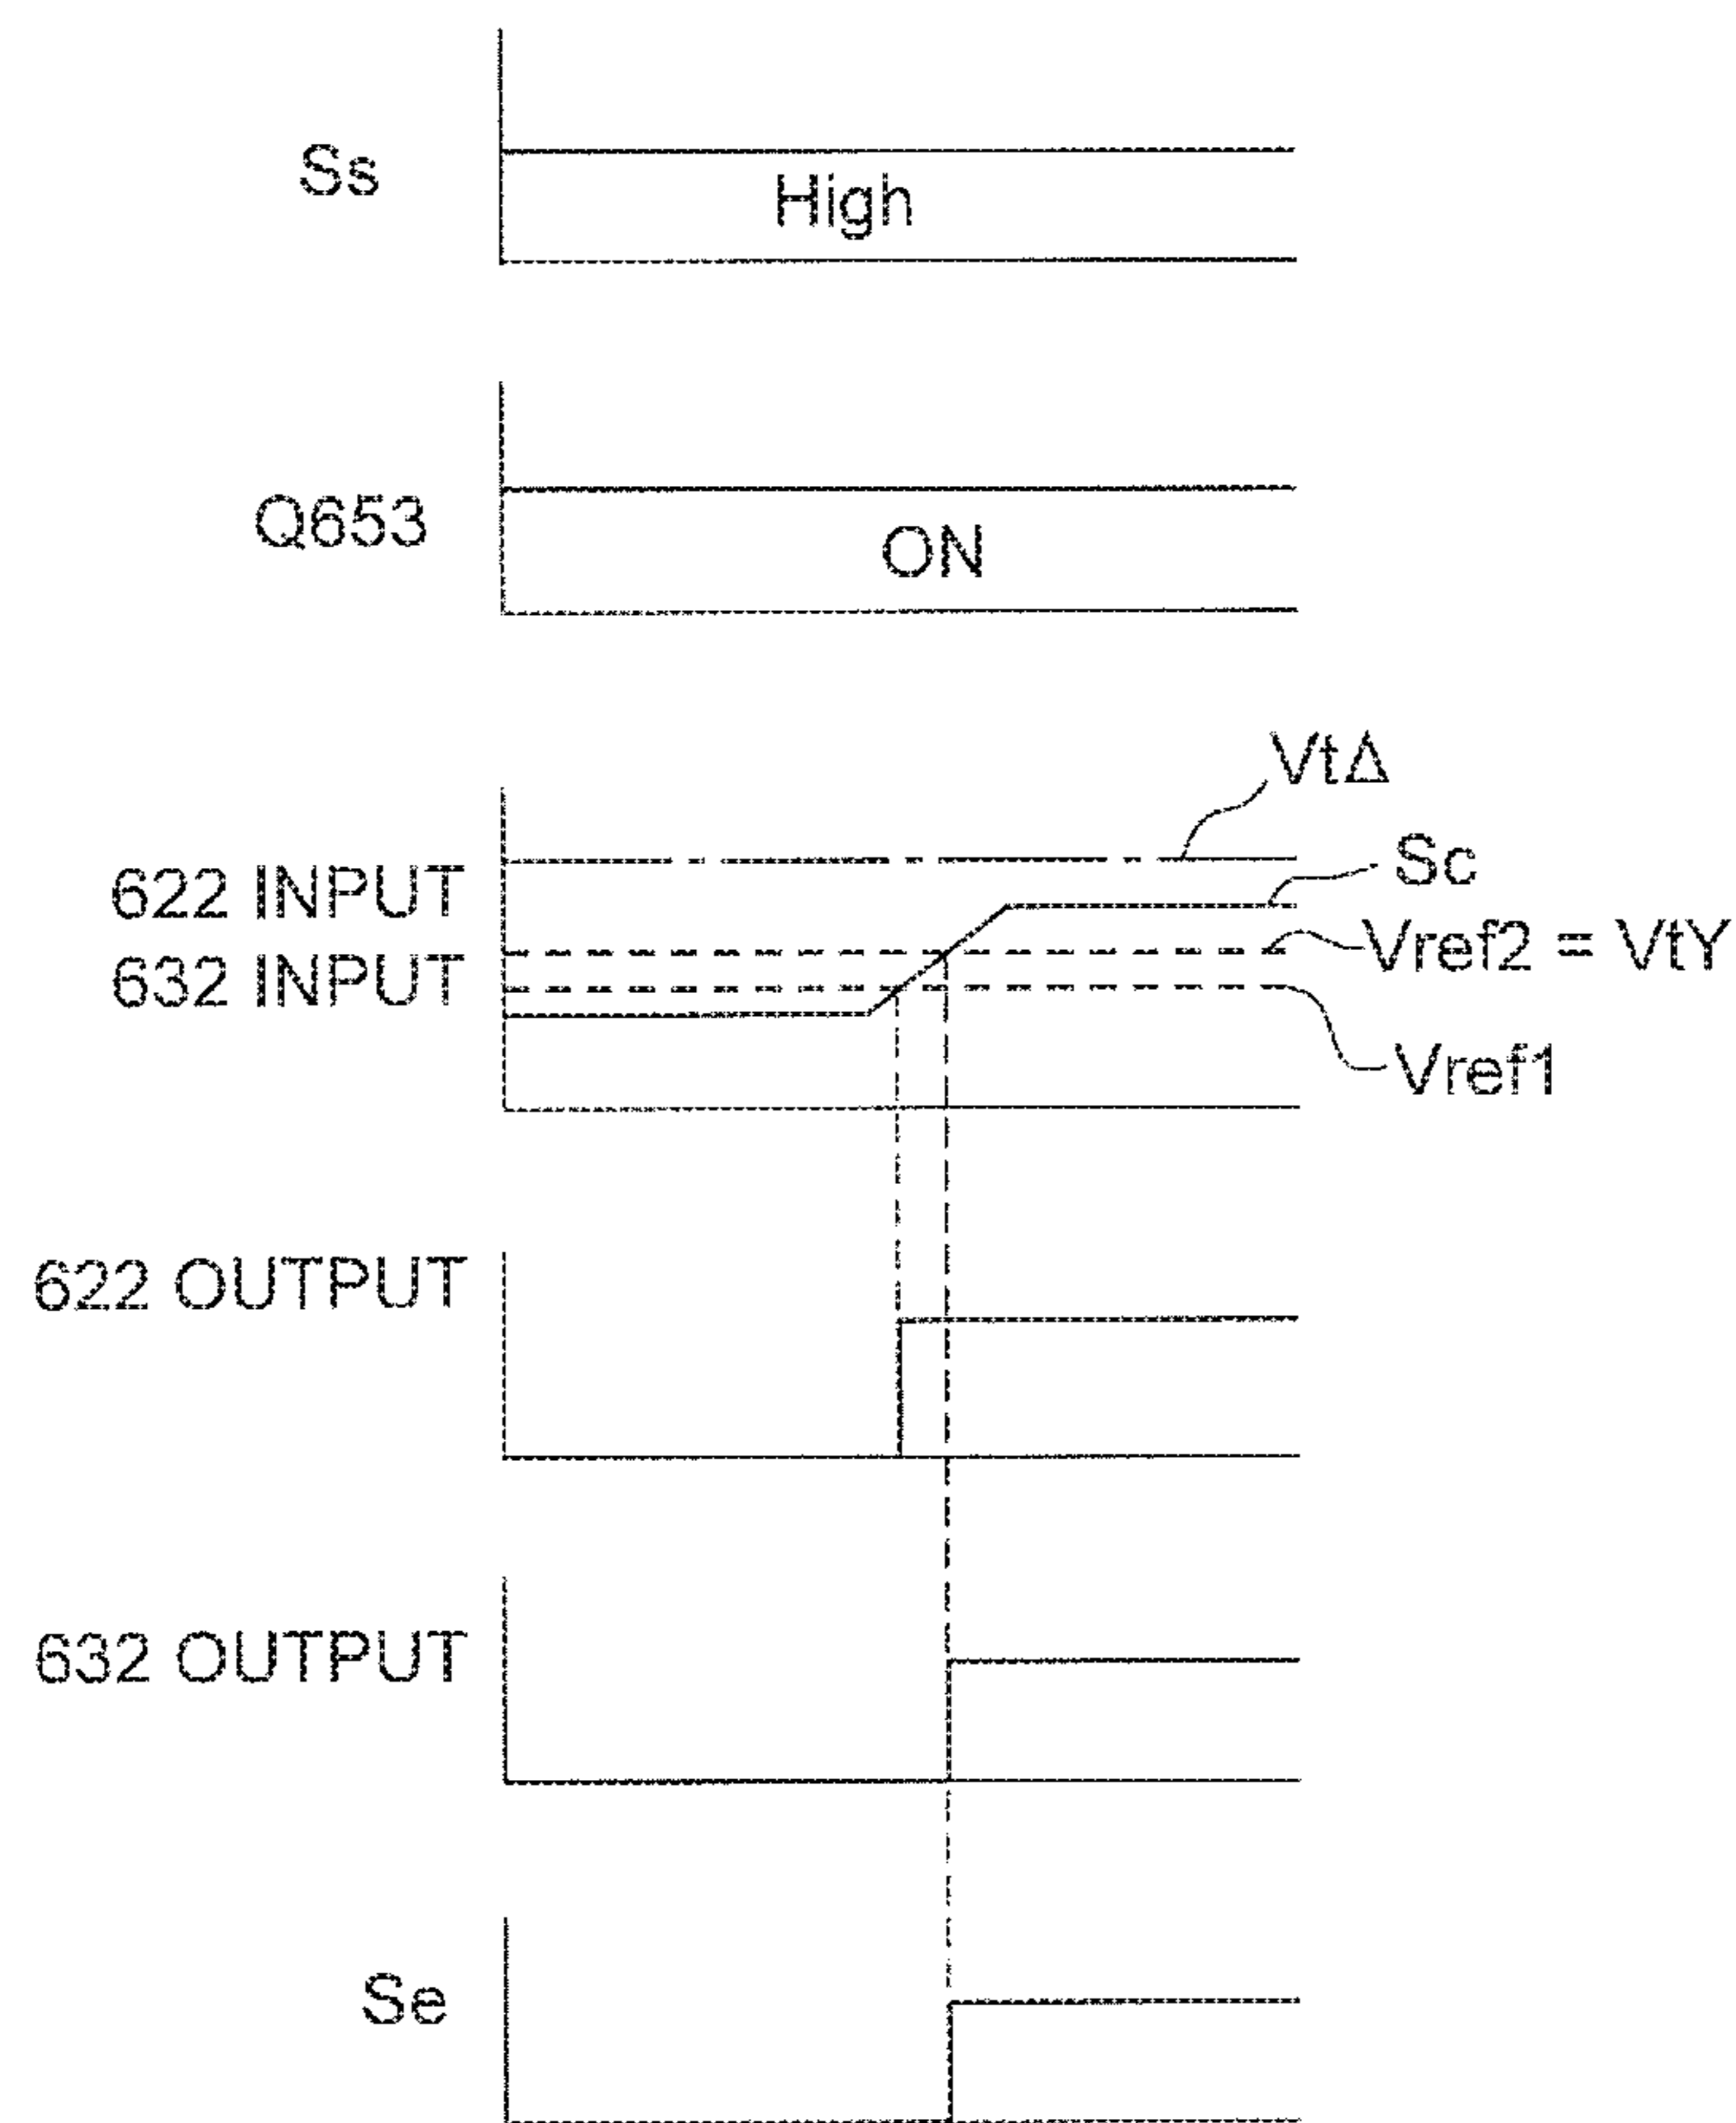 Ss
High
Q653
ON
VtΔ
622 INPUT
Sc
Vref2 = VtY
632 INPUT
Vref1
622 OUTPUT
632 OUTPUT
Se